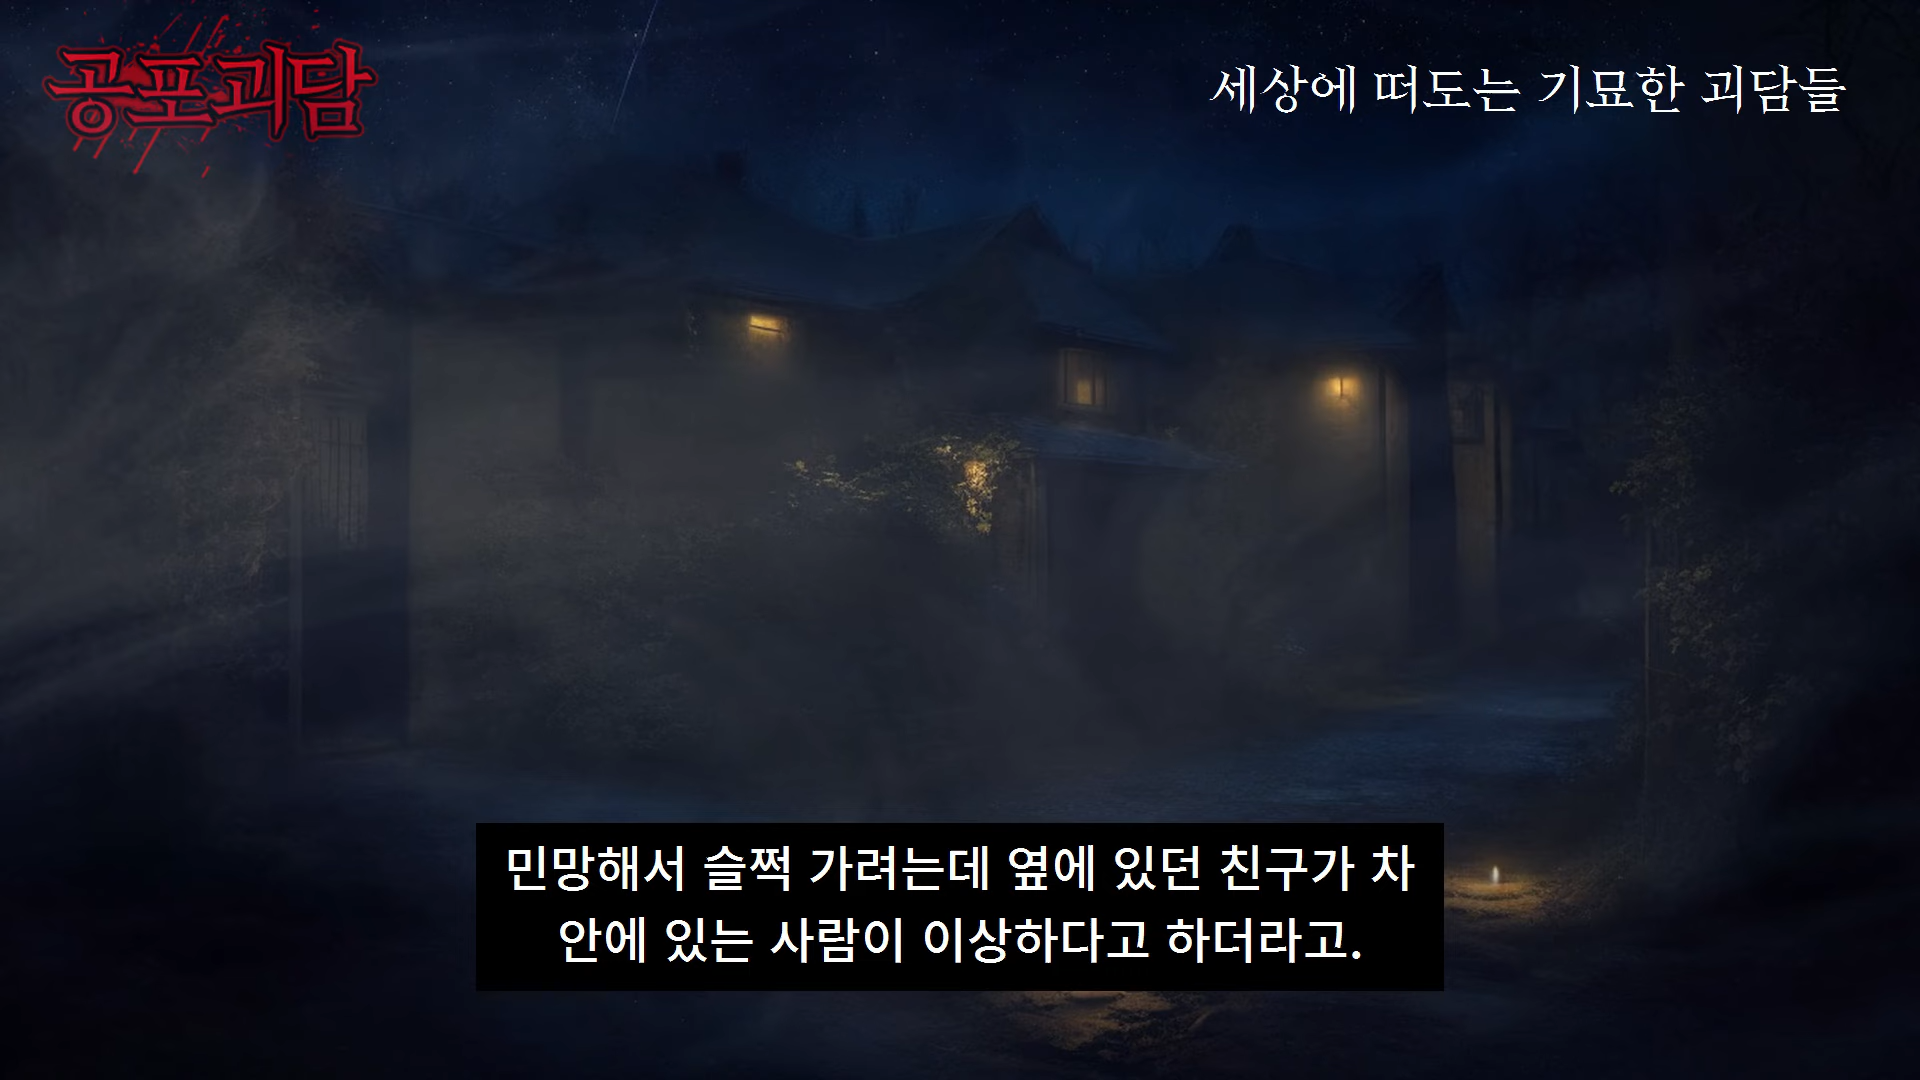 공포괴담
세상에 떠도는 기묘한 괴담들
민망해서 슬쩍 가려는데 옆에 있던 친구가 차
안에 있는 사람이 이상하다고 하더라고.